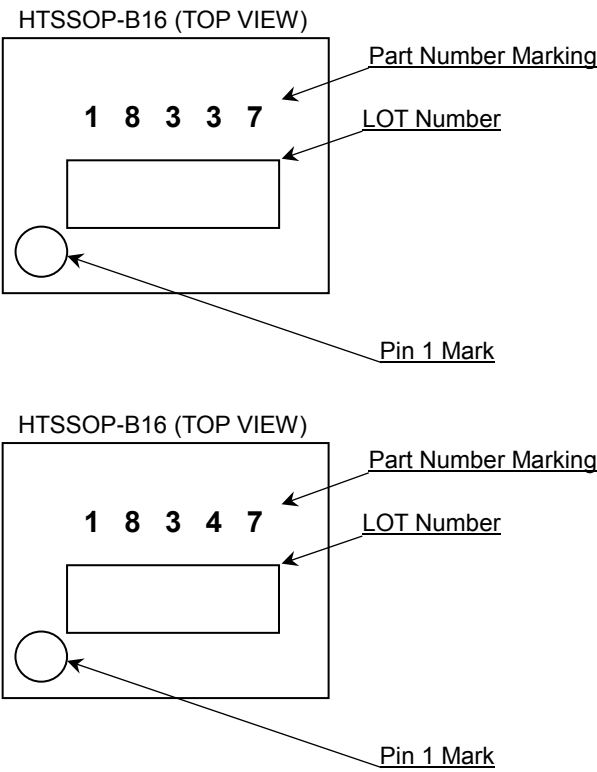 HTSSOP-B16 (TOP VIEW)
Part Number Marking
1 8 3 3 7
LOT Number
Pin 1 Mark
HTSSOP-B16 (TOP VIEW)
Part Number Marking
1 8 3 4 7
LOT Number
Pin 1 Mark